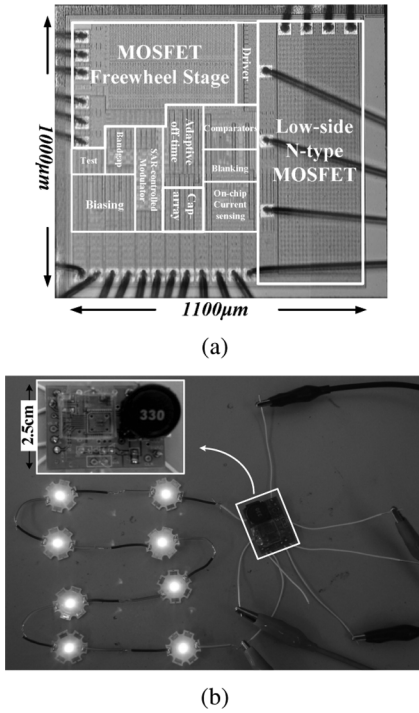 MOSFET
Freewheel Stage
Driver
Low-side
N-type
MOSFET
Test
Bandgap
SAR-controlled
Modulator
Adaptive
off-time
Comparators
Blanking
Biasing
Cap
array
On-chip
Current
sensing
1000μm
1100μm
(a)
2.5cm
330
(b)